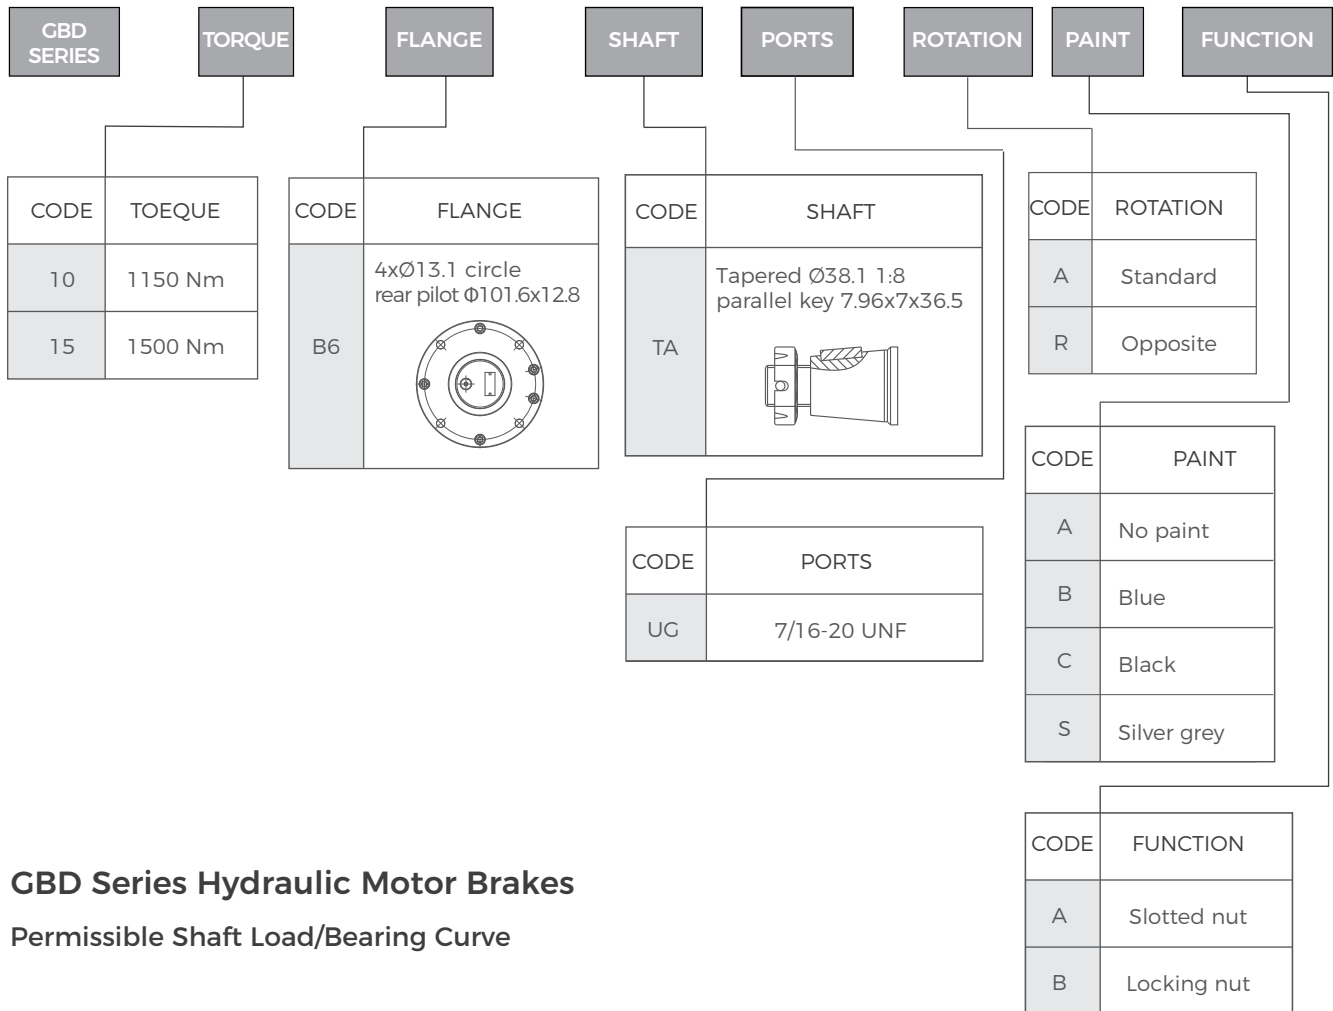 GBD
SERIES
TORQUE
FLANGE
SHAFT
PORTS
ROTATION
PAINT
FUNCTION
CODE TOEQUE
10 1150 Nm
15 1500 Nm
CODE FLANGE
B6
4xØ13.1 circle
rear pilot Φ101.6x12.8
CODE SHAFT
TA
Tapered Ø38.1 1:8
parallel key 7.96x7x36.5
CODE PORTS
UG 7/16-20 UNF
CODE ROTATION
A Standard
R Opposite
CODE PAINT
A No paint
B Blue
C Black
S Silver grey
CODE FUNCTION
A Slotted nut
B Locking nut
GBD Series Hydraulic Motor Brakes
Permissible Shaft Load/Bearing Curve